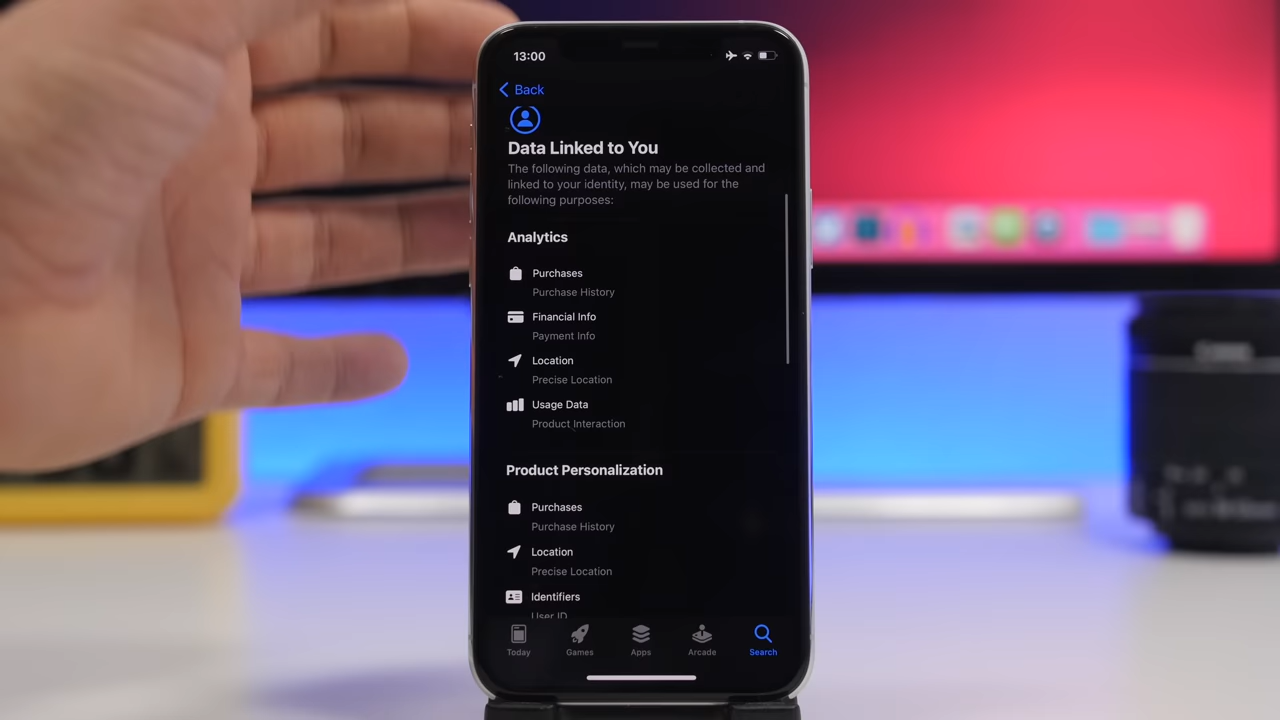 13:00
Back
Data Linked to You
The following data, which may be collected and
linked to your identity, may be used for the
following purposes:
Analytics
Purchases
Purchase History
Financial Info
Payment Info
Location
Precise Location
Usage Data
Product Interaction
Product Personalization
Purchases
Purchase History
Location
Precise Location
Identifiers
User ID
Today
Games
Apps
Arcade
Search